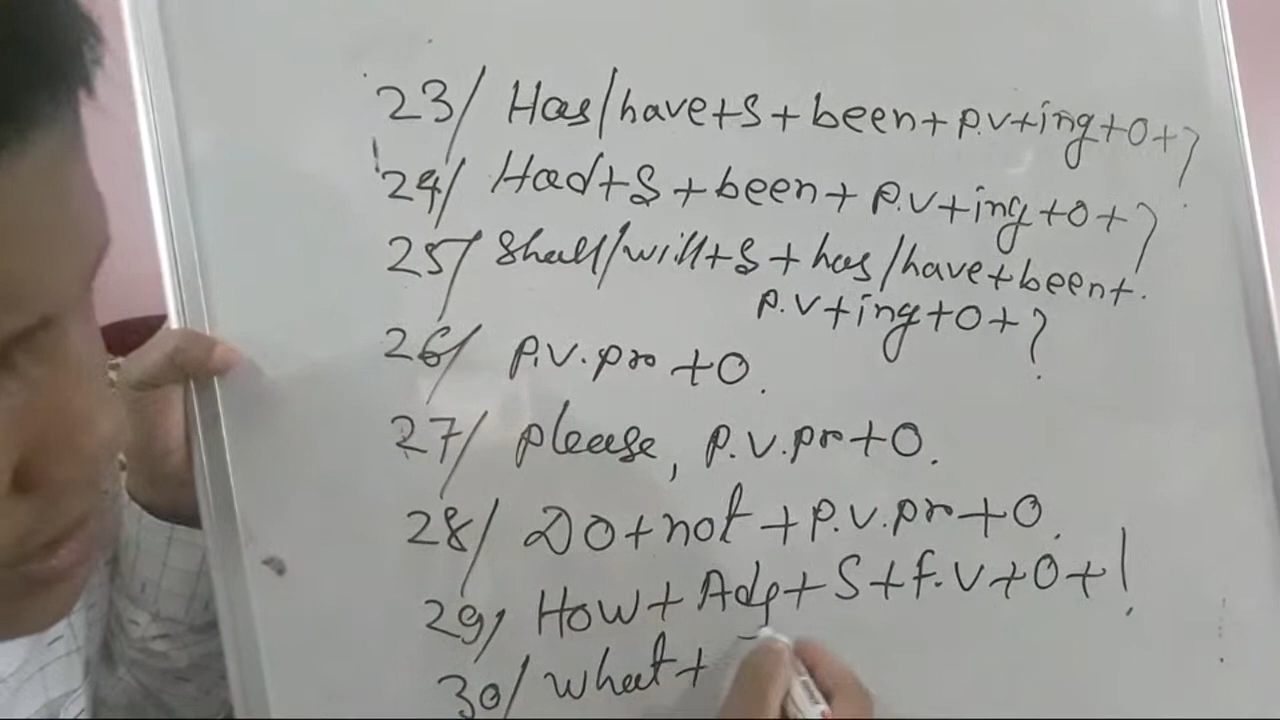 23/ Has/have+S+been+P.V+ing+O+?
24/ Had+S+been+P.V+ing+O+?
25/ Shall/will+S+has/have+been+
P.V+ing+O+?
26/ P.V.pr+O.
27/ please, P.V.pr+O.
28/ DO+not+P.V.pr+O.
29/ How+Adj+S+f.V+O+!
30/ what+